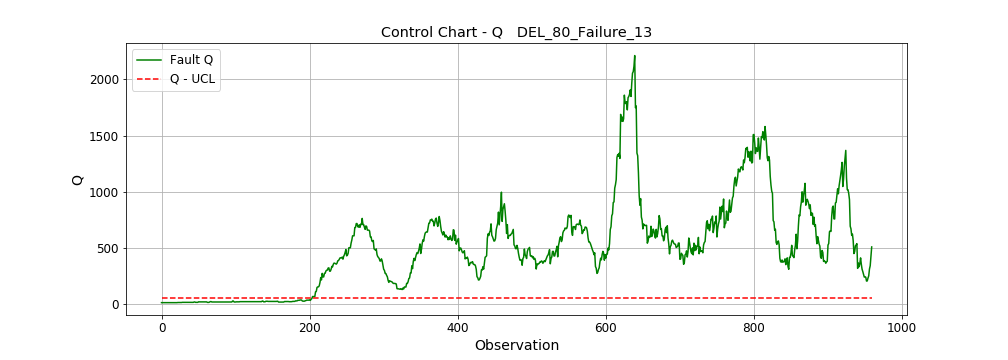 Control Chart - Q   DEL_80_Failure_13
Fault Q
Q - UCL
Q
2000
1500
1000
500
0
0 200 400 600 800 1000
Observation